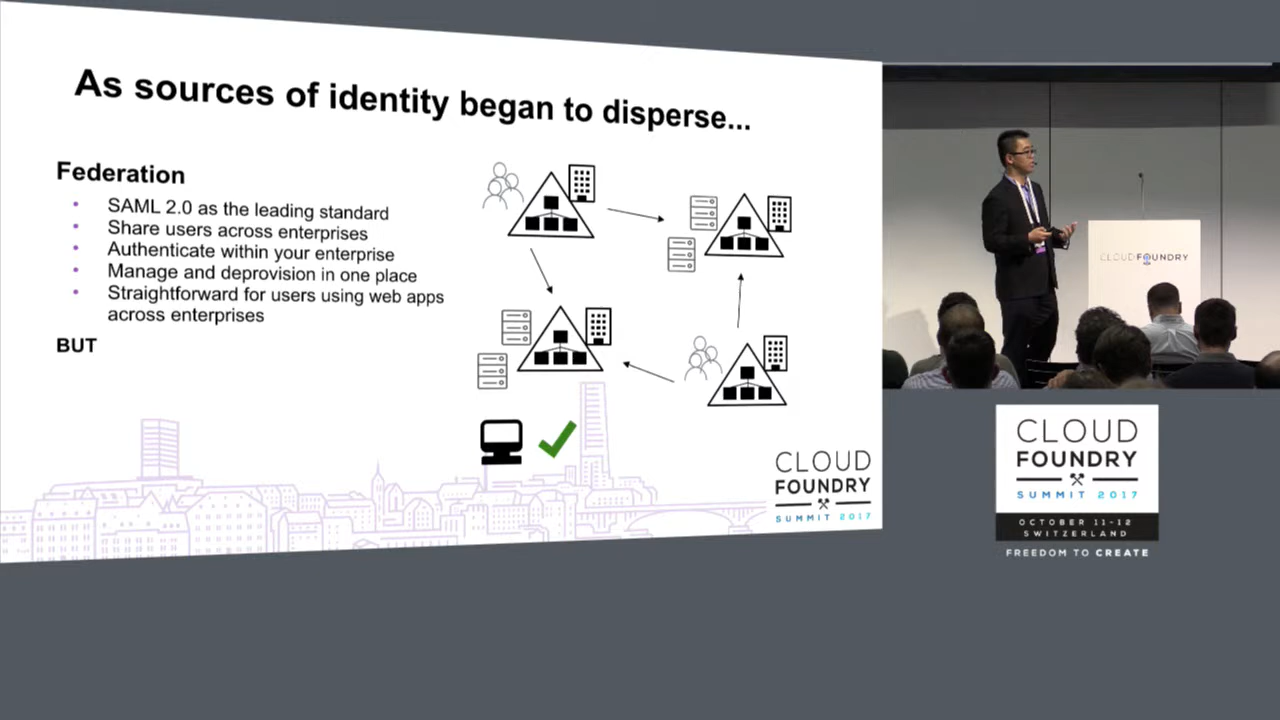 As sources of identity began to disperse...
Federation
• SAML 2.0 as the leading standard
• Share users across enterprises
• Authenticate within your enterprise
• Manage and deprovision in one place
• Straightforward for users using web apps
across enterprises
BUT
CLOUD
FOUNDRY
SUMMIT 2017
CLOUDFOUNDRY
CLOUD
FOUNDRY
SUMMIT 2017
OCTOBER 11-12
SWITZERLAND
FREEDOM TO CREATE